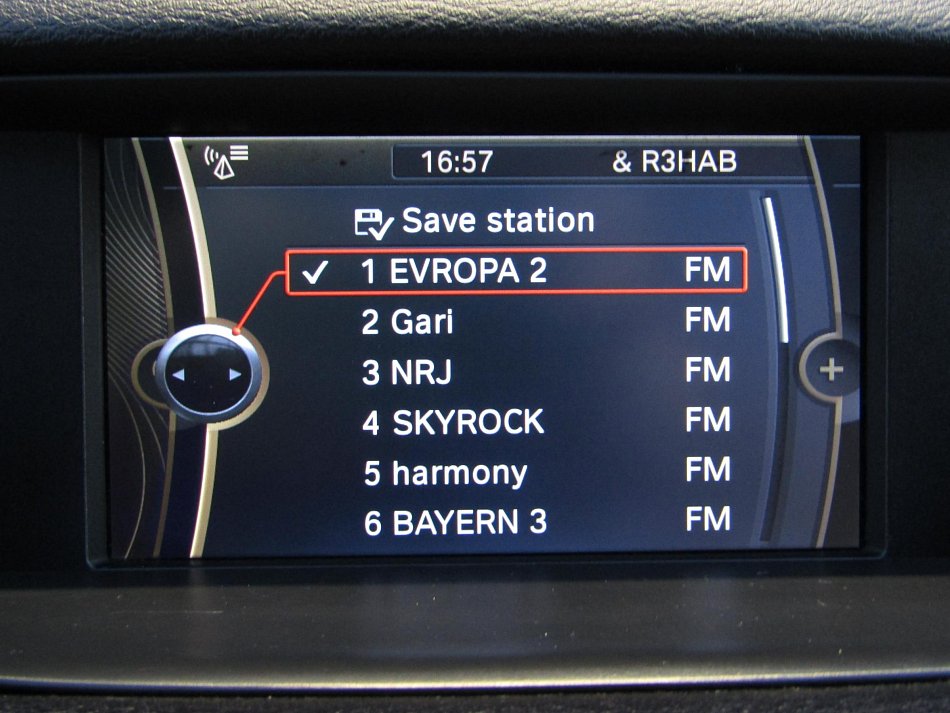 16:57 & R3HAB
Save station
1 EVROPA 2 FM
2 Gari FM
3 NRJ FM
4 SKYROCK FM
5 harmony FM
6 BAYERN 3 FM